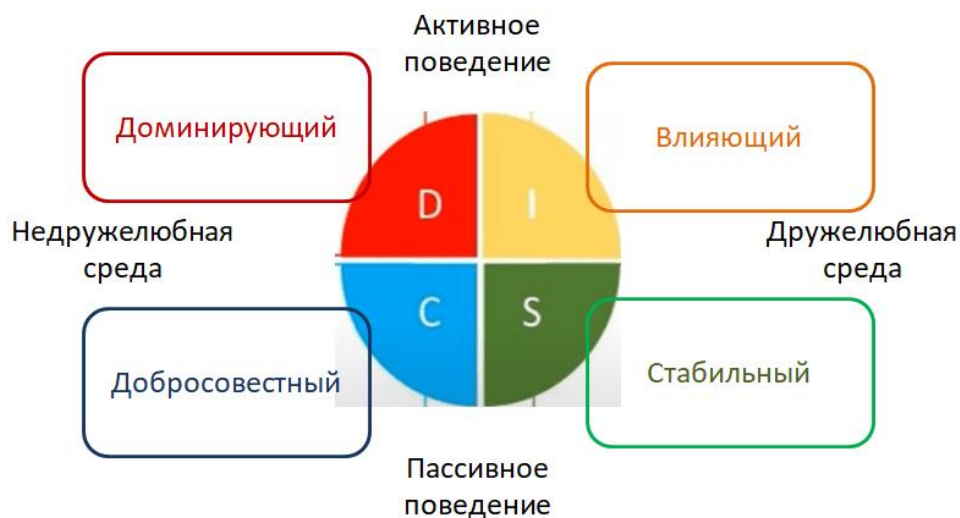 Активное
поведение
Доминирующий
Влияющий
D
I
Недружелюбная
среда
Дружелюбная
среда
C
S
Добросовестный
Стабильный
Пассивное
поведение